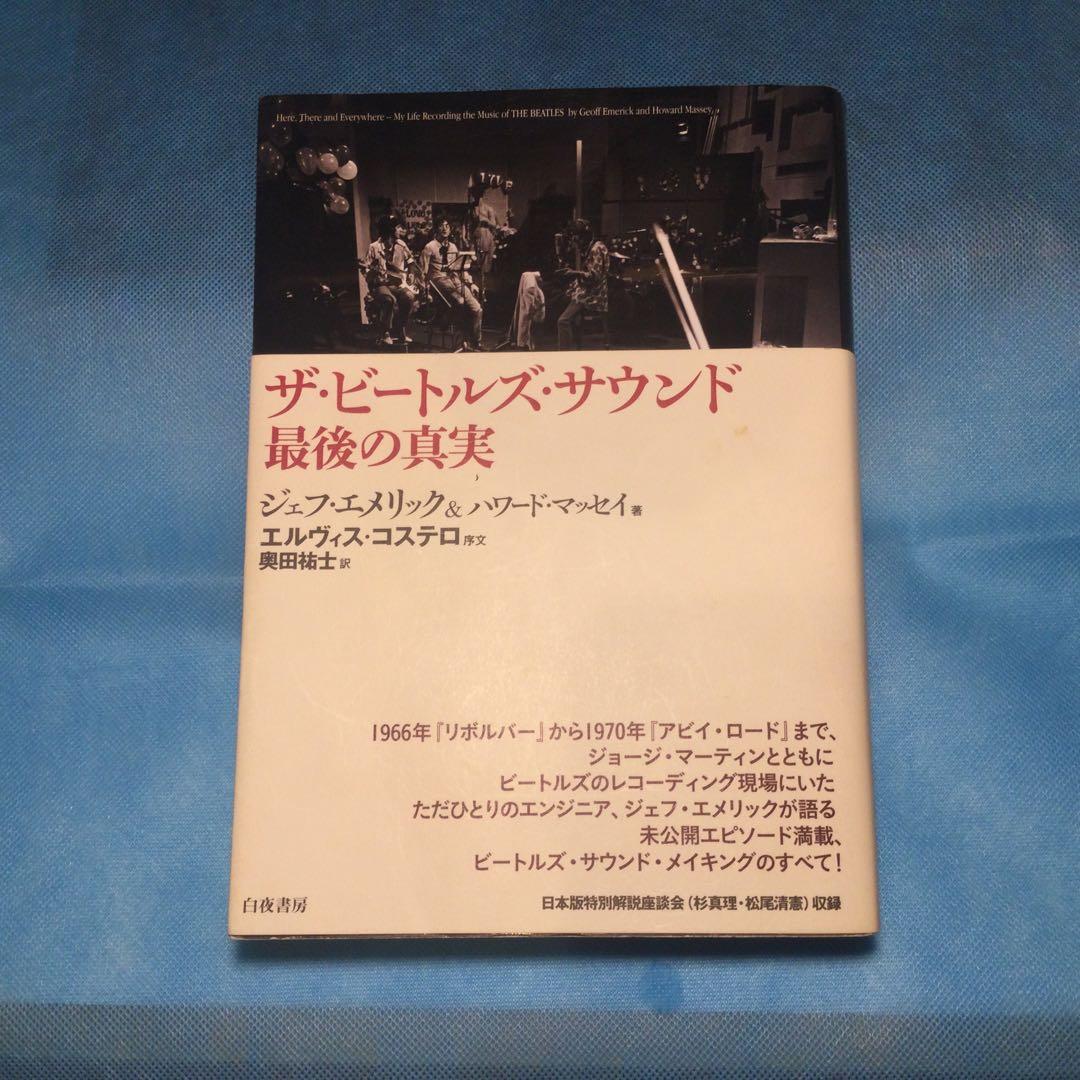 Here, There and Everywhere – My Life Recording the Music of THE BEATLES by Geoff Emerick and Howard Massey
LOVE
ザ・ビートルズ・サウンド
最後の真実
ジェフ・エメリック&ハワード・マッセイ 著
エルヴィス・コステロ 序文
奥田祐士 訳
1966年『リボルバー』から1970年『アビイ・ロード』まで、
ジョージ・マーティンとともに
ビートルズのレコーディング現場にいた
ただひとりのエンジニア、ジェフ・エメリックが語る
未公開エピソード満載、
ビートルズ・サウンド・メイキングのすべて!
日本版特別解説座談会(杉真理・松尾清憲)収録
白夜書房